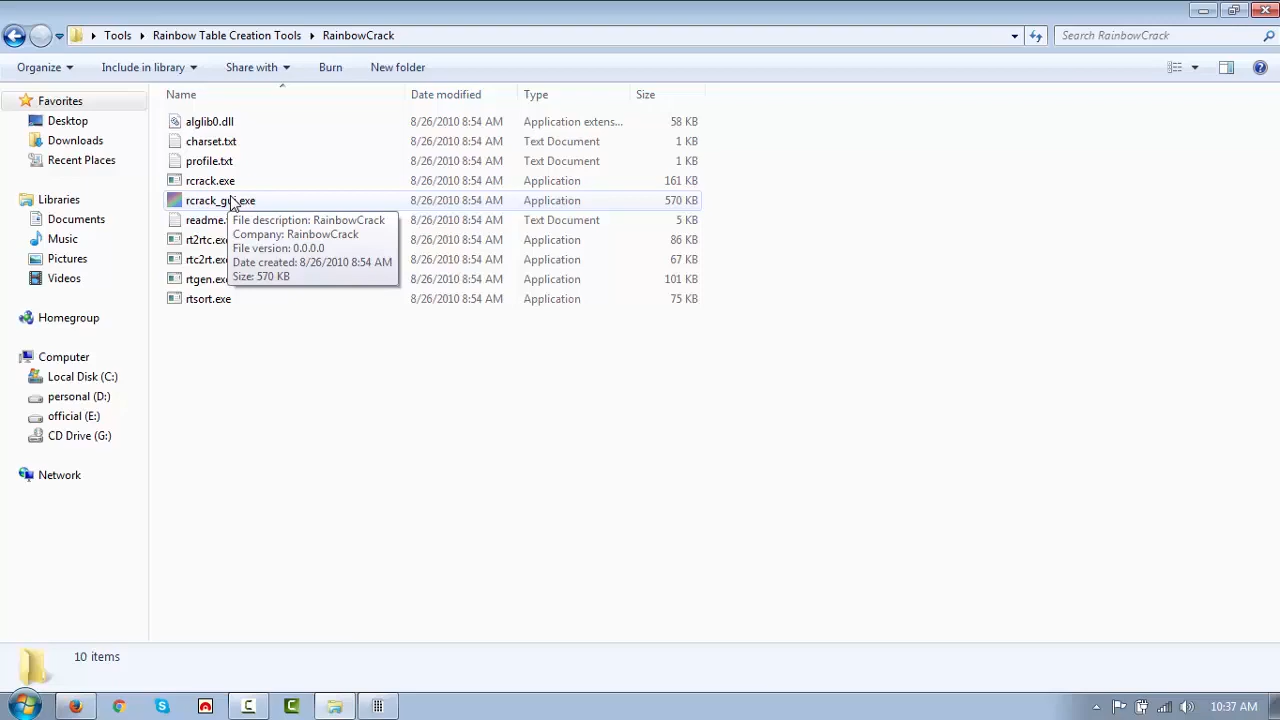 Tools Rainbow Table Creation Tools RainbowCrack Search RainbowCrack
Organize Include in library Share with Burn New folder
Name Date modified Type Size
Favorites
Desktop
Downloads
Recent Places
Libraries
Documents
Music
Pictures
Videos
Homegroup
Computer
Local Disk (C:)
personal (D:)
official (E:)
CD Drive (G:)
Network
alglib0.dll 8/26/2010 8:54 AM Application extens... 58 KB
charset.txt 8/26/2010 8:54 AM Text Document 1 KB
profile.txt 8/26/2010 8:54 AM Text Document 1 KB
rcrack.exe 8/26/2010 8:54 AM Application 161 KB
rcrack_gui.exe 8/26/2010 8:54 AM Application 570 KB
readme. 8/26/2010 8:54 AM Text Document 5 KB
rt2rtc.exe 8/26/2010 8:54 AM Application 86 KB
rtc2rt.exe 8/26/2010 8:54 AM Application 67 KB
rtgen.exe 8/26/2010 8:54 AM Application 101 KB
rtsort.exe 8/26/2010 8:54 AM Application 75 KB
File description: RainbowCrack
Company: RainbowCrack
File version: 0.0.0.0
Date created: 8/26/2010 8:54 AM
Size: 570 KB
10 items
10:37 AM